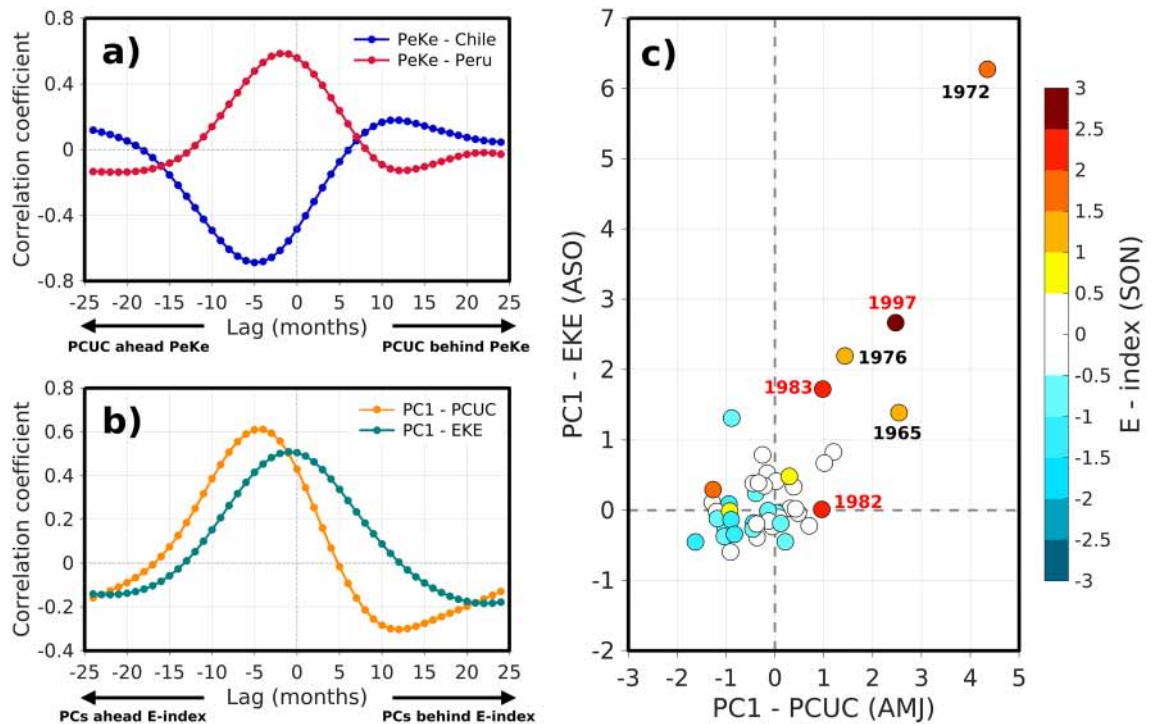 a)
PeKe - Chile
PeKe - Peru
Correlation coefficient
0.8
0.4
0
-0.4
-0.8
-25 -20 -15 -10 -5 0 5 10 15 20 25
Lag (months)
PCUC ahead PeKe
PCUC behind PeKe
b)
PC1 - PCUC
PC1 - EKE
Correlation coefficient
0.8
0.6
0.4
0.2
0
-0.2
-0.4
-25 -20 -15 -10 -5 0 5 10 15 20 25
Lag (months)
PCs ahead E-index
PCs behind E-index
c)
PC1 - EKE (ASO)
7
6
5
4
3
2
1
0
-1
-2
1972
1997
1976
1983
1965
1982
-3 -2 -1 0 1 2 3 4 5
PC1 - PCUC (AMJ)
3
2.5
2
1.5
1
0.5
0
-0.5
-1
-1.5
-2
-2.5
-3
E - index (SON)